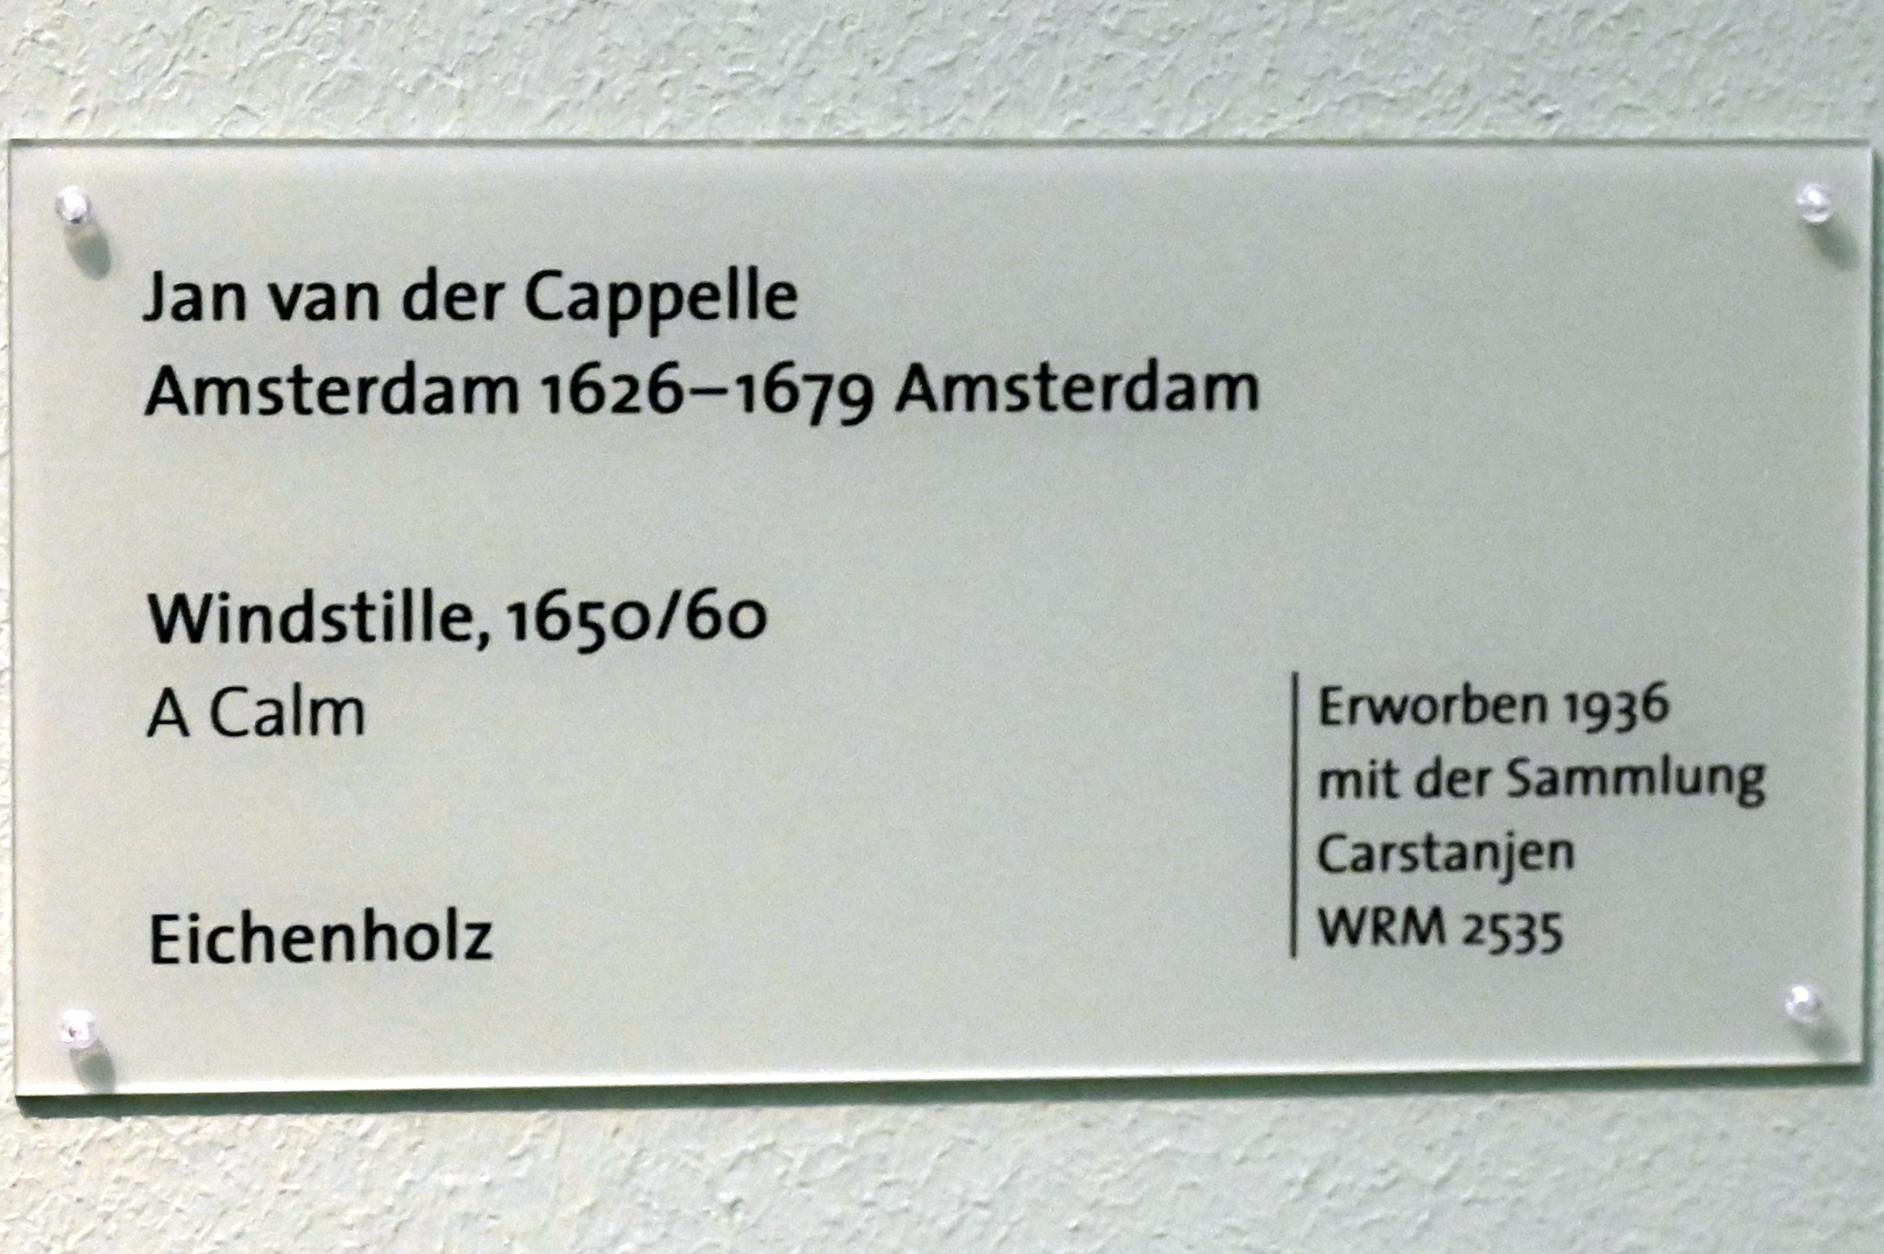 Jan van der Cappelle
Amsterdam 1626–1679 Amsterdam
Windstille, 1650/60
A Calm
Eichenholz
Erworben 1936
mit der Sammlung
Carstanjen
WRM 2535